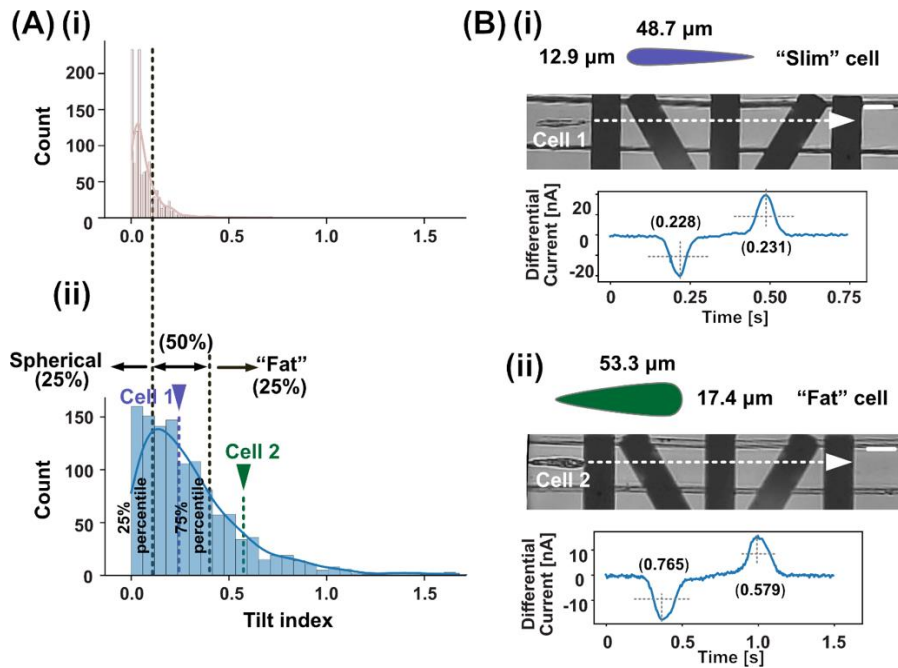 (A) (i)
200
150
100
50
0
Count
0.0 0.5 1.0 1.5
(ii)
Spherical
(25%)
(50%)
“Fat”
(25%)
Cell 1
Cell 2
150
100
50
0
Count
25%
percentile
75%
percentile
0.0 0.5 1.0 1.5
Tilt index
(B) (i)
48.7 µm
12.9 µm
“Slim” cell
Cell 1
Differential
Current [nA]
20
0
-20
(0.228)
(0.231)
0 0.25 0.50 0.75
Time [s]
(ii)
53.3 µm
17.4 µm
“Fat” cell
Cell 2
Differential
Current [nA]
10
0
-10
(0.765)
(0.579)
0 0.5 1.0 1.5
Time [s]